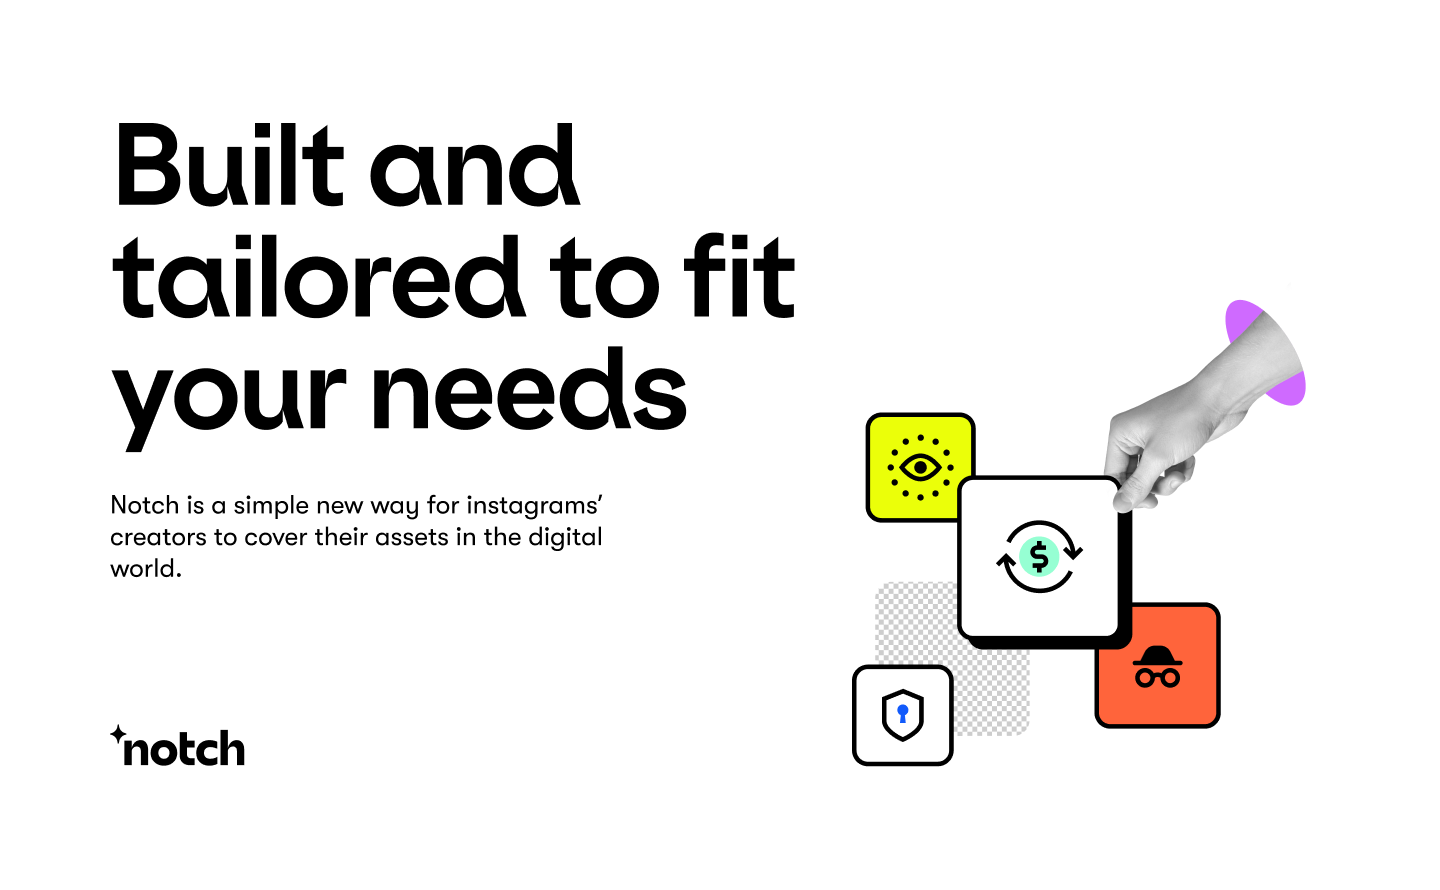 Built and
tailored to fit
your needs
Notch is a simple new way for instagrams’
creators to cover their assets in the digital
world.
notch
$